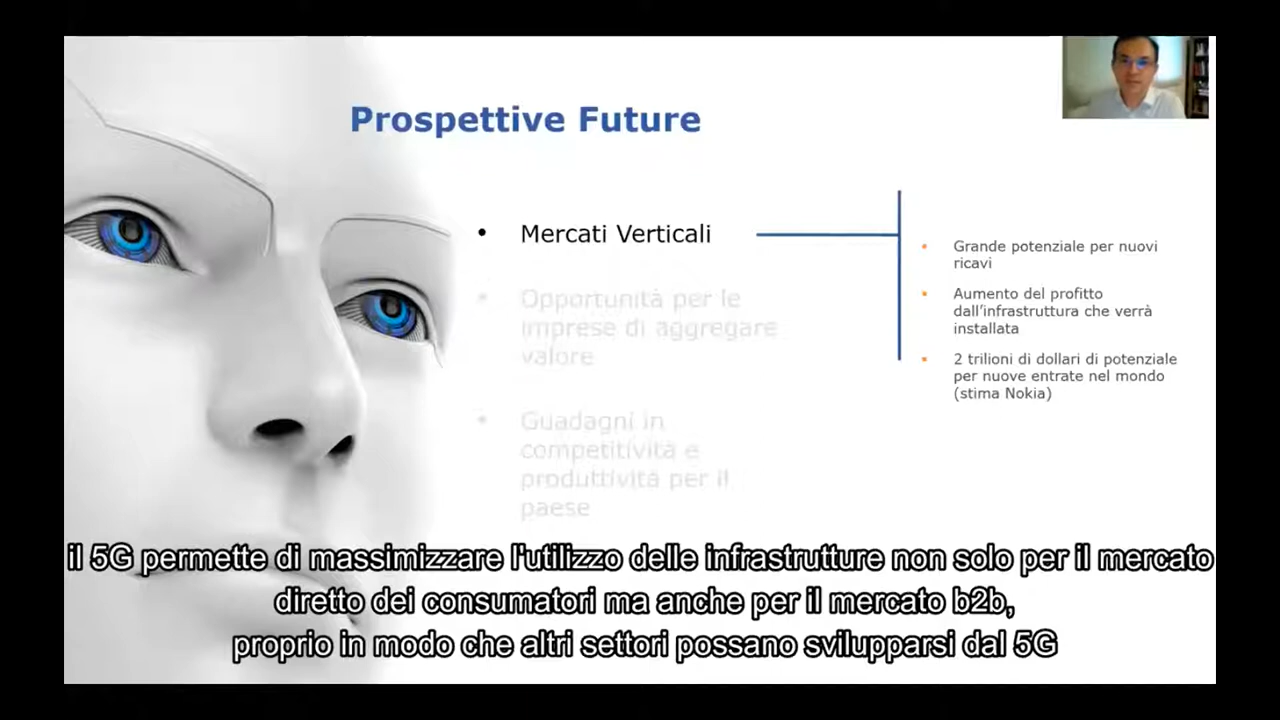 Prospettive Future
• Mercati Verticali
• Opportunità per le
imprese di aggregare
valore
• Guadagni in
competitività e
produttività per il
paese
▪ Grande potenziale per nuovi
ricavi
▪ Aumento del profitto
dall'infrastruttura che verrà
installata
▪ 2 trilioni di dollari di potenziale
per nuove entrate nel mondo
(stima Nokia)
il 5G permette di massimizzare l'utilizzo delle infrastrutture non solo per il mercato
diretto dei consumatori ma anche per il mercato b2b,
proprio in modo che altri settori possano svilupparsi dal 5G